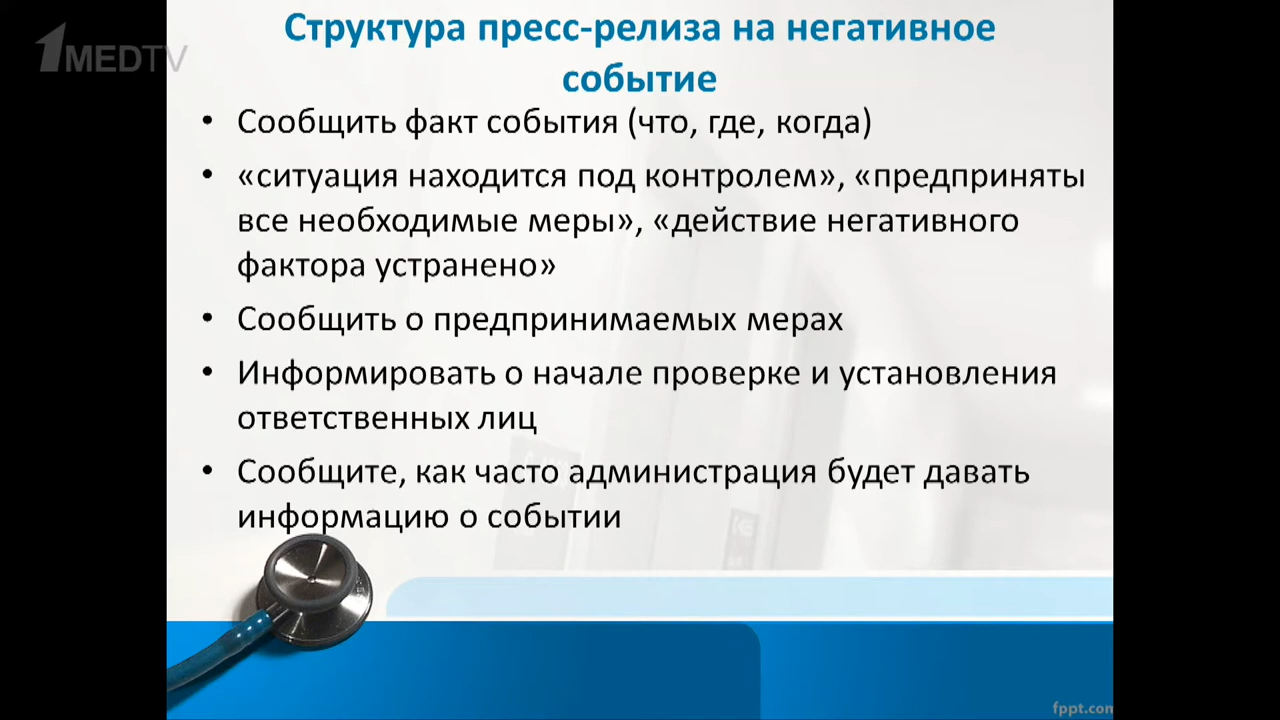 1MEDTV
Структура пресс-релиза на негативное
событие
• Сообщить факт события (что, где, когда)
• «ситуация находится под контролем», «предприняты
все необходимые меры», «действие негативного
фактора устранено»
• Сообщить о предпринимаемых мерах
• Информировать о начале проверке и установления
ответственных лиц
• Сообщите, как часто администрация будет давать
информацию о событии
fppt.com